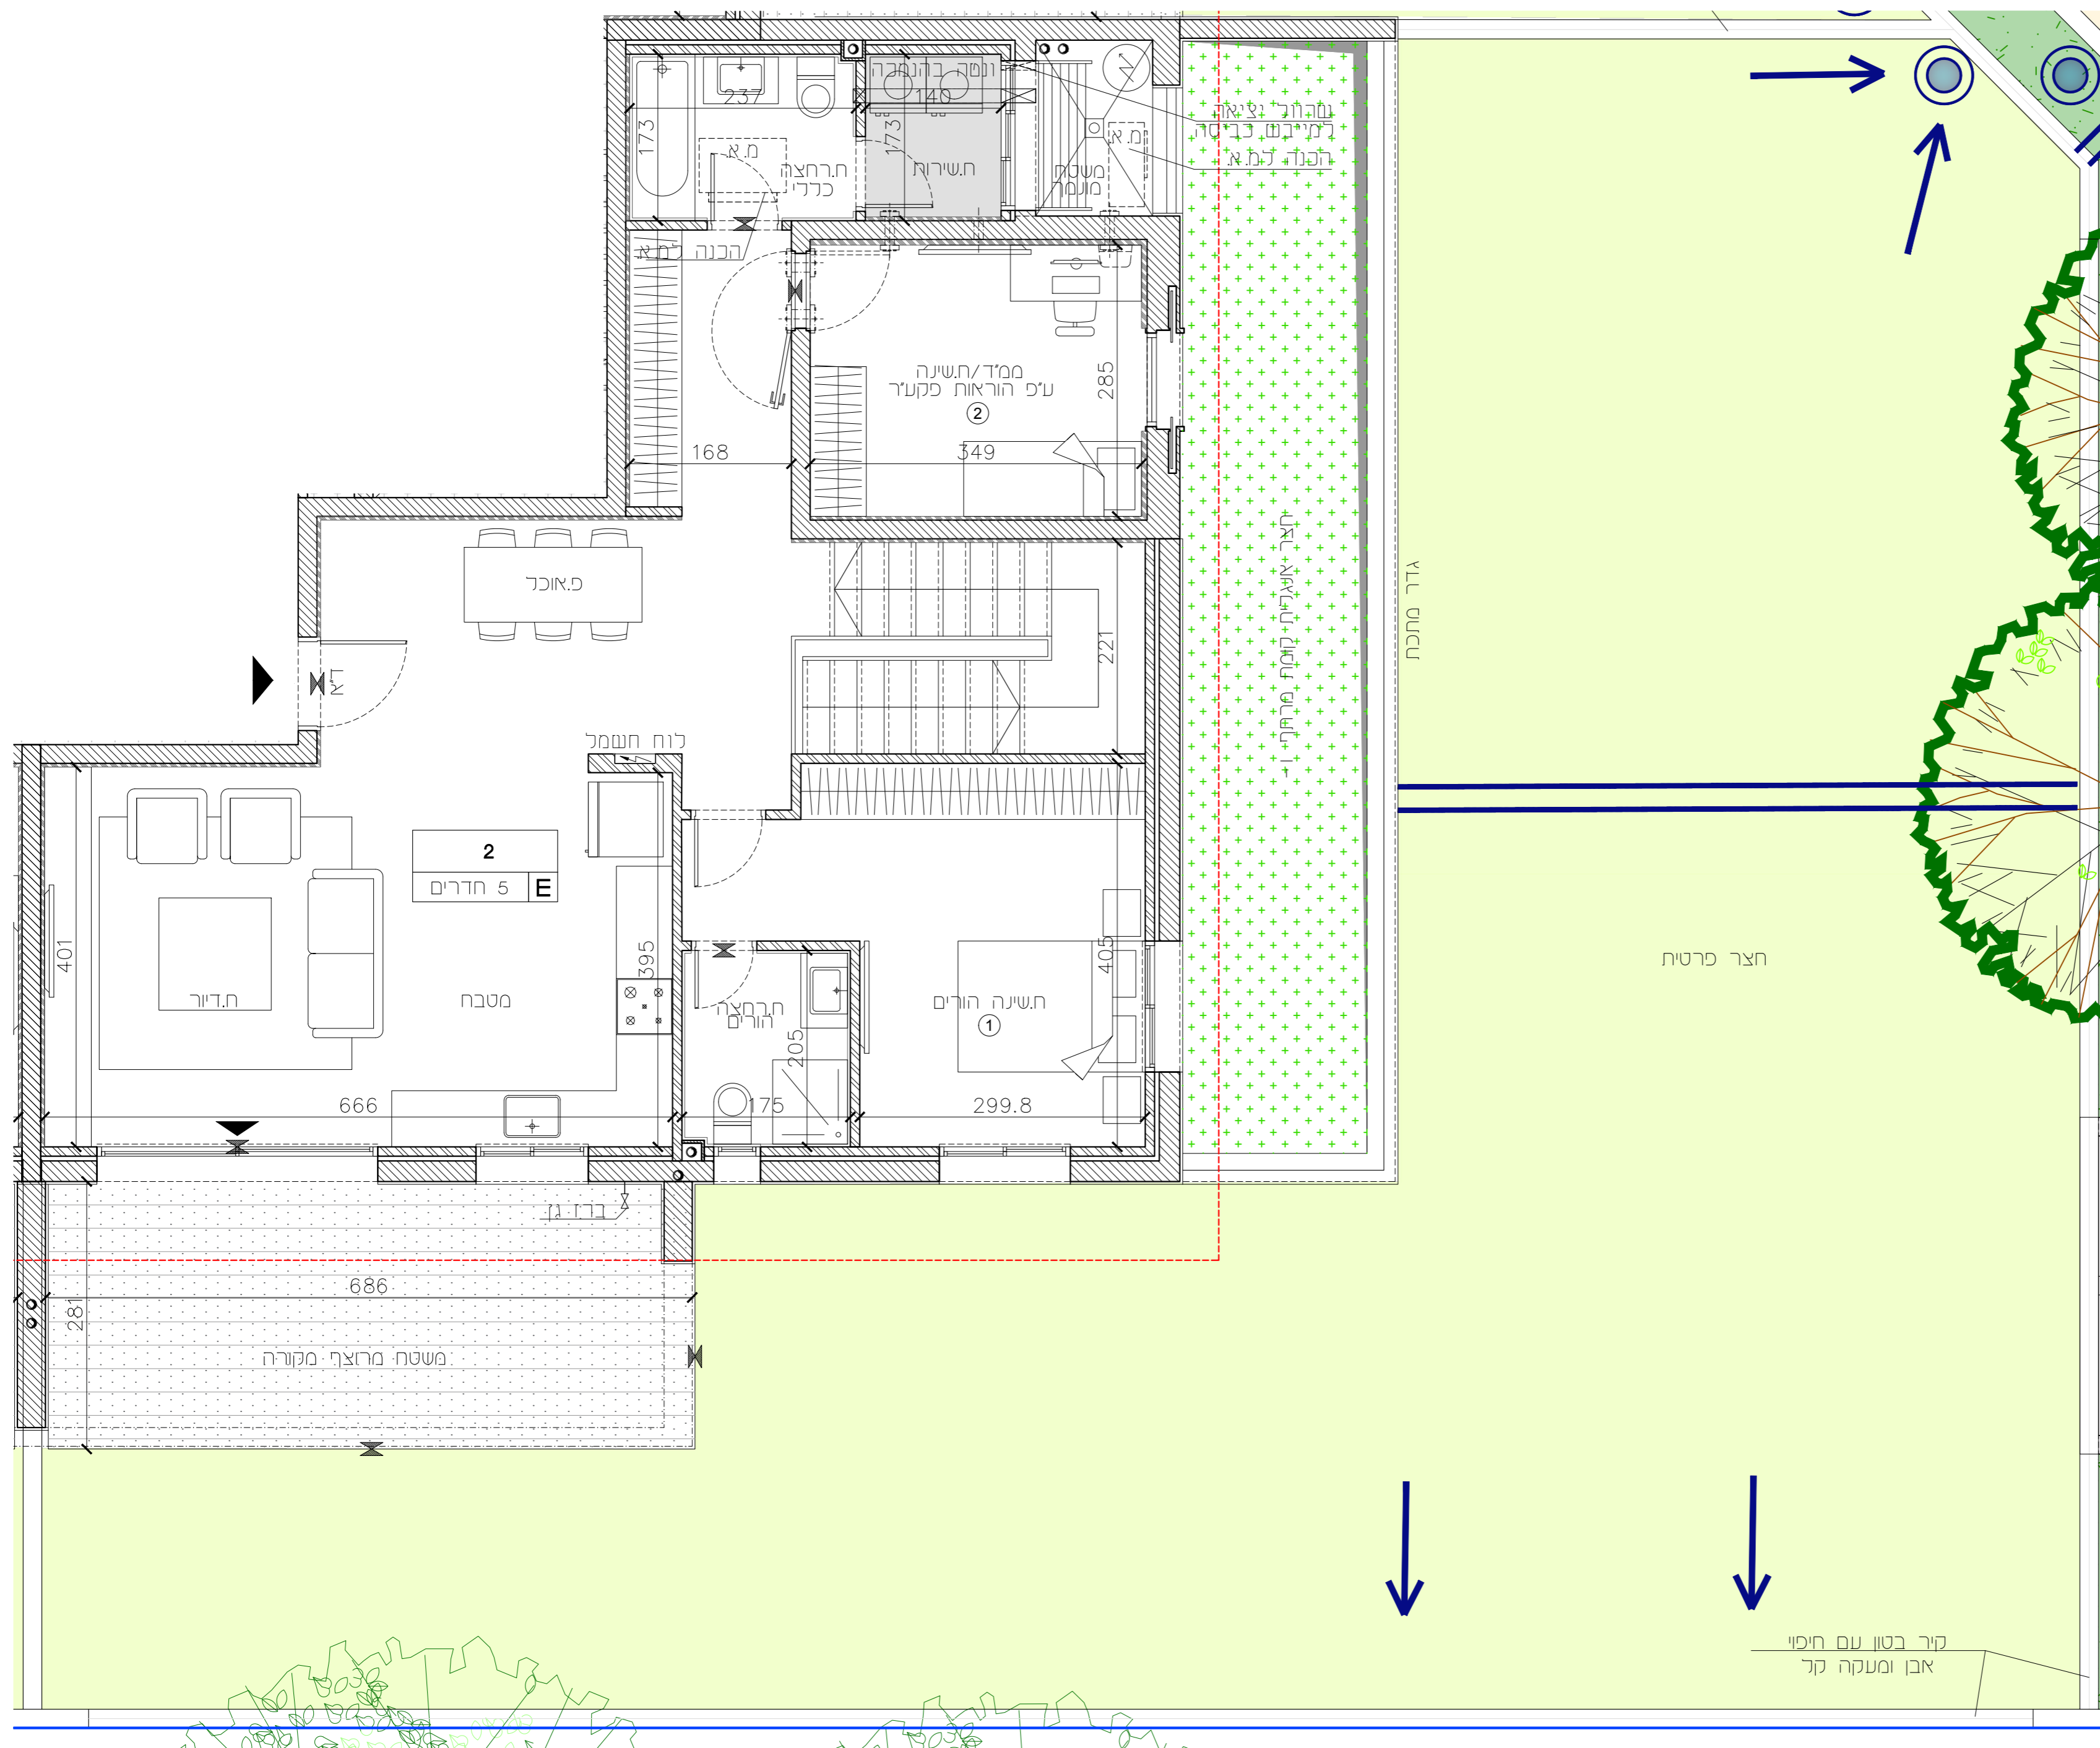 ונטה בהנמכה
237
140
173
173
מ.א.
ח.רחצה
כללי
ח.שירות
משטח
מונמך
מ.א.
שרוול יציאה
למייבש כביסה
הכנה למ.א.
הכנה למ.א.
ממ"ד/ח.שינה
ע"פ הוראות פקע"ר
2
285
168
349
פ.אוכל
221
חצר אנגלית קומת מרתף 1-
גדר מתכת
לוח חשמל
2
5 חדרים
E
401
395
405
ח.דיור
מטבח
ח.רחצה
הורים
ח.שינה הורים
1
205
חצר פרטית
666
175
299.8
ברז גן
686
281
משטח מרוצף מקורה
קיר בטון עם חיפוי
אבן ומעקה קל